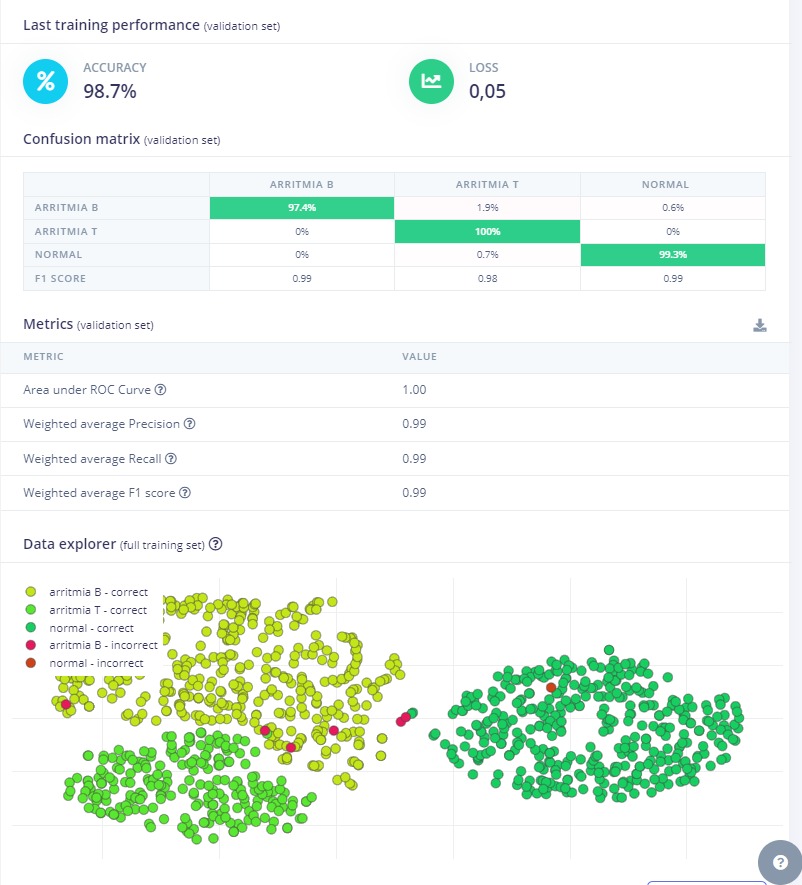 Last training performance (validation set)
% ACCURACY
98.7%
LOSS
0,05
Confusion matrix (validation set)
ARRITMIA B ARRITMIA T NORMAL
ARRITMIA B 97.4% 1.9% 0.6%
ARRITMIA T 0% 100% 0%
NORMAL 0% 0.7% 99.3%
F1 SCORE 0.99 0.98 0.99
Metrics (validation set)
METRIC VALUE
Area under ROC Curve ? 1.00
Weighted average Precision ? 0.99
Weighted average Recall ? 0.99
Weighted average F1 score ? 0.99
Data explorer (full training set) ?
arritmia B - correct
arritmia T - correct
normal - correct
arritmia B - incorrect
normal - incorrect
?